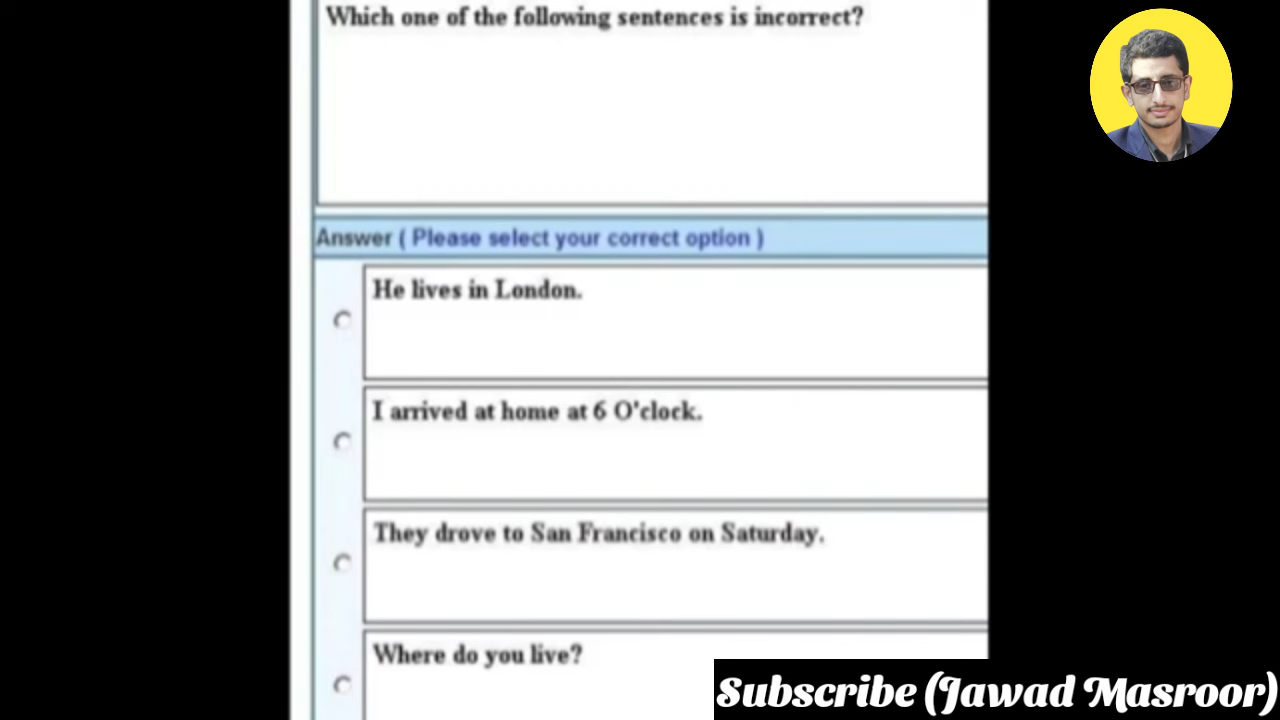 Which one of the following sentences is incorrect?
Answer ( Please select your correct option )
He lives in London.
I arrived at home at 6 O'clock.
They drove to San Francisco on Saturday.
Where do you live?
Subscribe (Jawad Masroor)